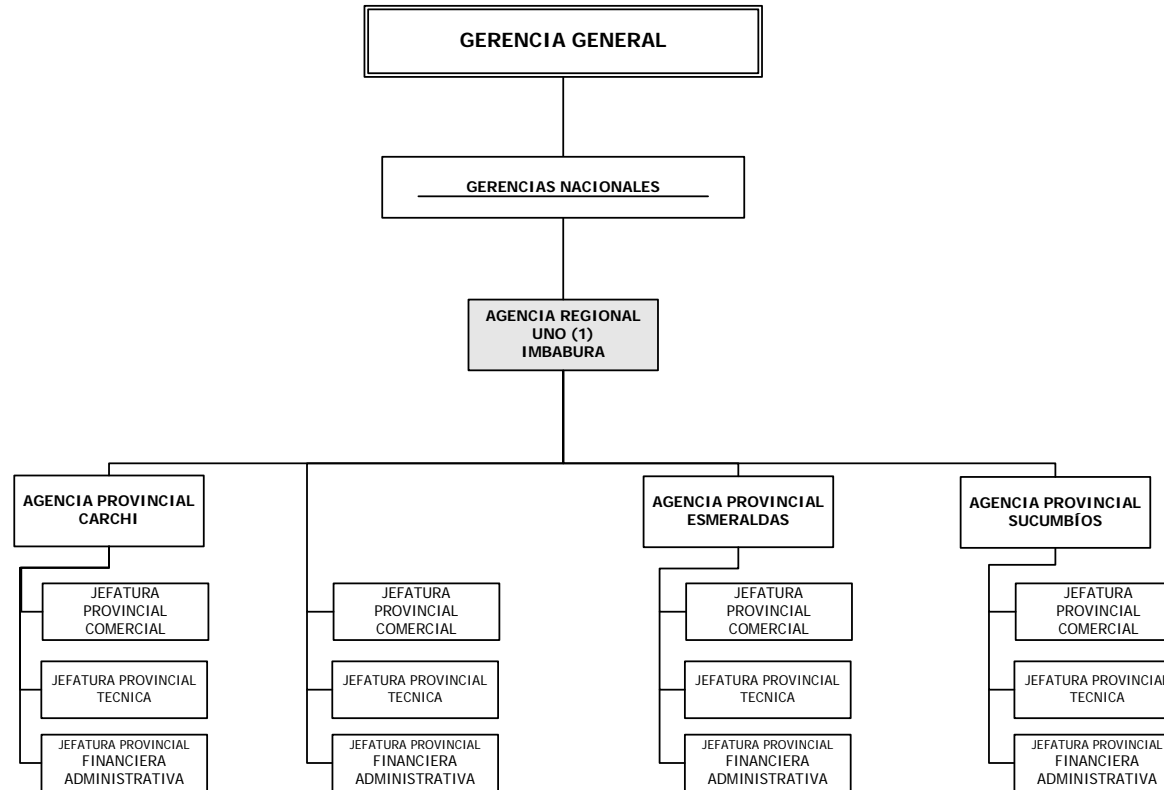 GERENCIA GENERAL
GERENCIAS NACIONALES
AGENCIA REGIONAL
UNO (1)
IMBABURA
AGENCIA PROVINCIAL
CARCHI
JEFATURA
PROVINCIAL
COMERCIAL
JEFATURA PROVINCIAL
TECNICA
JEFATURA PROVINCIAL
FINANCIERA
ADMINISTRATIVA
JEFATURA
PROVINCIAL
COMERCIAL
JEFATURA PROVINCIAL
TECNICA
JEFATURA PROVINCIAL
FINANCIERA
ADMINISTRATIVA
AGENCIA PROVINCIAL
ESMERALDAS
JEFATURA
PROVINCIAL
COMERCIAL
JEFATURA PROVINCIAL
TECNICA
JEFATURA PROVINCIAL
FINANCIERA
ADMINISTRATIVA
AGENCIA PROVINCIAL
SUCUMBÍOS
JEFATURA
PROVINCIAL
COMERCIAL
JEFATURA PROVINCIAL
TECNICA
JEFATURA PROVINCIAL
FINANCIERA
ADMINISTRATIVA